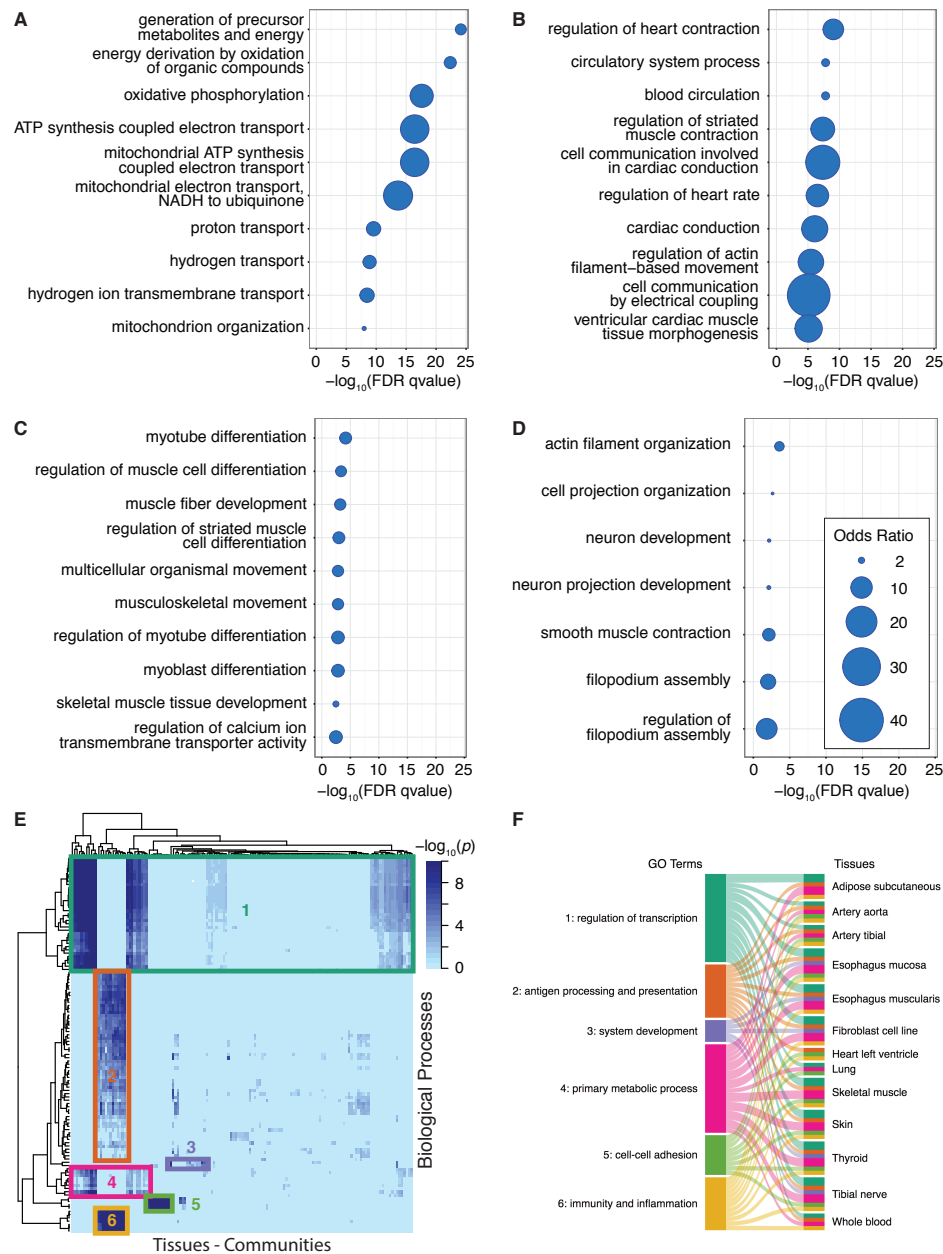 A
generation of precursor
metabolites and energy
energy derivation by oxidation
of organic compounds
oxidative phosphorylation
ATP synthesis coupled electron transport
mitochondrial ATP synthesis
coupled electron transport
mitochondrial electron transport,
NADH to ubiquinone
proton transport
hydrogen transport
hydrogen ion transmembrane transport
mitochondrion organization
0 5 10 15 20 25
−log10(FDR qvalue)
B
regulation of heart contraction
circulatory system process
blood circulation
regulation of striated
muscle contraction
cell communication involved
in cardiac conduction
regulation of heart rate
cardiac conduction
regulation of actin
filament−based movement
cell communication
by electrical coupling
ventricular cardiac muscle
tissue morphogenesis
0 5 10 15 20 25
−log10(FDR qvalue)
C
myotube differentiation
regulation of muscle cell differentiation
muscle fiber development
regulation of striated muscle
cell differentiation
multicellular organismal movement
musculoskeletal movement
regulation of myotube differentiation
myoblast differentiation
skeletal muscle tissue development
regulation of calcium ion
transmembrane transporter activity
0 5 10 15 20 25
−log10(FDR qvalue)
D
actin filament organization
cell projection organization
neuron development
neuron projection development
smooth muscle contraction
filopodium assembly
regulation of
filopodium assembly
Odds Ratio
2
10
20
30
40
0 5 10 15 20 25
−log10(FDR qvalue)
E
−log10(p)
8
4
0
1
2
3
4
5
6
Biological Processes
Tissues - Communities
F
GO Terms
1: regulation of transcription
2: antigen processing and presentation
3: system development
4: primary metabolic process
5: cell-cell adhesion
6: immunity and inflammation
Tissues
Adipose subcutaneous
Artery aorta
Artery tibial
Esophagus mucosa
Esophagus muscularis
Fibroblast cell line
Heart left ventricle
Lung
Skeletal muscle
Skin
Thyroid
Tibial nerve
Whole blood